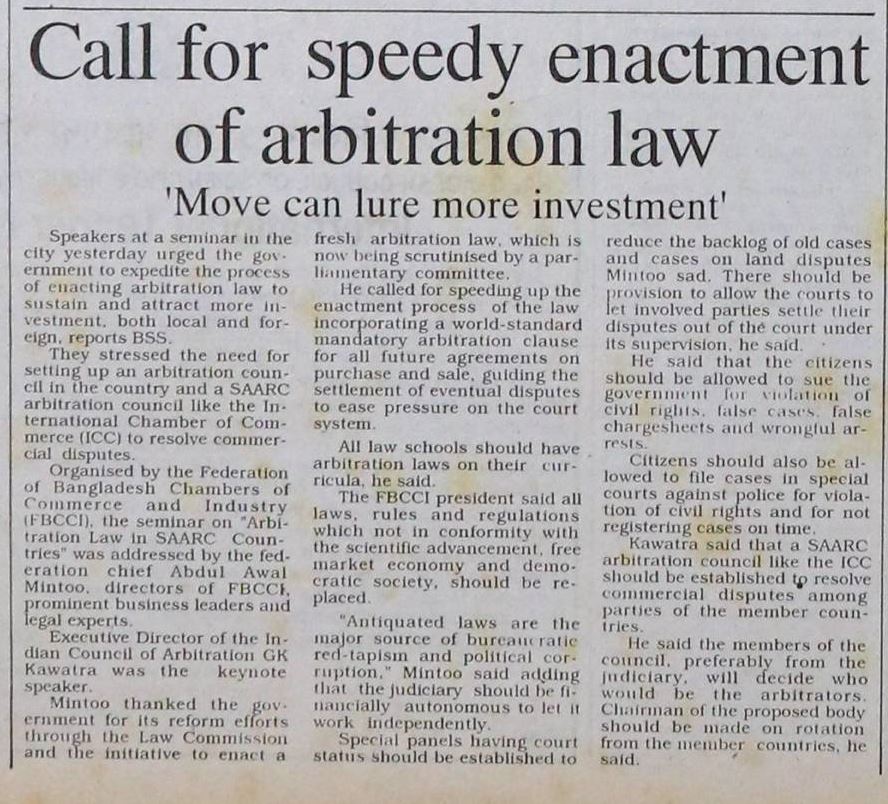 Call for speedy enactment
of arbitration law
'Move can lure more investment'
Speakers at a seminar in the
city yesterday urged the gov-
ernment to expedite the process
of enacting arbitration law to
sustain and attract more in-
vestment, both local and for-
eign, reports BSS.
They stressed the need for
setting up an arbitration coun-
cil in the country and a SAARC
arbitration council like the In-
ternational Chamber of Com-
merce (ICC) to resolve commer-
cial disputes.
Organised by the Federation
of Bangladesh Chambers of
Commerce and Industry
(FBCCI), the seminar on "Arbi-
tration Law in SAARC Coun-
tries" was addressed by the fed-
eration chief Abdul Awal
Mintoo, directors of FBCCI,
prominent business leaders and
legal experts.
Executive Director of the In-
dian Council of Arbitration GK
Kawatra was the keynote
speaker.
Mintoo thanked the gov-
ernment for its reform efforts
through the Law Commission
and the initiative to enact a
fresh arbitration law, which is
now being scrutinised by a par-
liamentary committee.
He called for speeding up the
enactment process of the law
incorporating a world-standard
mandatory arbitration clause
for all future agreements on
purchase and sale, guiding the
settlement of eventual disputes
to ease pressure on the court
system.
All law schools should have
arbitration laws on their cur-
ricula, he said.
The FBCCI president said all
laws, rules and regulations
which not in conformity with
the scientific advancement, free
market economy and demo-
cratic society, should be re-
placed.
"Antiquated laws are the
major source of bureaucratic
red-tapism and political cor-
ruption," Mintoo said adding
that the judiciary should be fi-
nancially autonomous to let it
work independently.
Special panels having court
status should be established to
reduce the backlog of old cases
and cases on land disputes
Mintoo sad. There should be
provision to allow the courts to
let involved parties settle their
disputes out of the court under
its supervision, he said.
He said that the citizens
should be allowed to sue the
government for violation of
civil rights, false cases, false
chargesheets and wrongful ar-
rests.
Citizens should also be al-
lowed to file cases in special
courts against police for viola-
tion of civil rights and for not
registering cases on time.
Kawatra said that a SAARC
arbitration council like the ICC
should be established to resolve
commercial disputes among
parties of the member coun-
tries.
He said the members of the
council, preferably from the
judiciary, will decide who
would be the arbitrators.
Chairman of the proposed body
should be made on rotation
from the member countries, he
said.